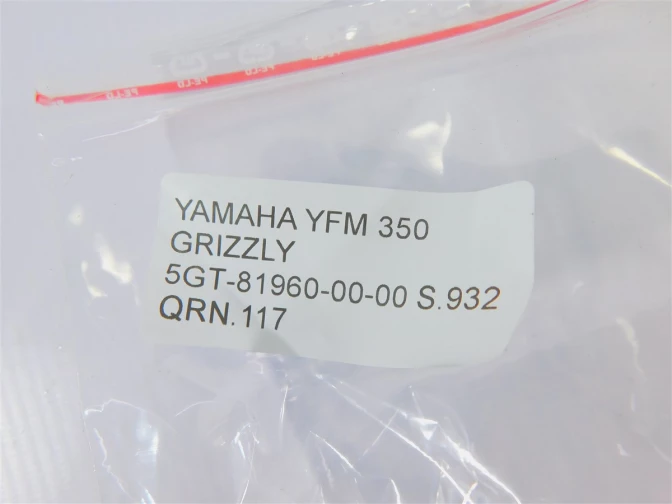 YAMAHA YFM 350
GRIZZLY
5GT-81960-00-00 S.932
QRN.117